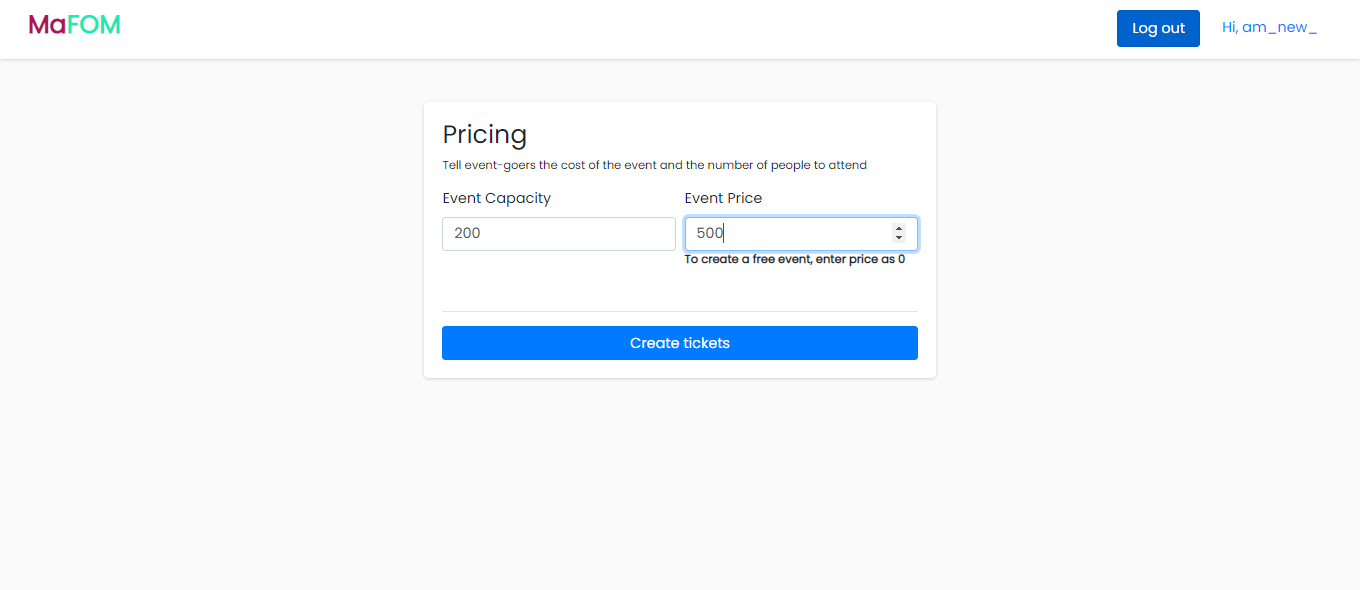 MaFOM
Log out
Hi, am_new_
Pricing
Tell event-goers the cost of the event and the number of people to attend
Event Capacity
Event Price
200
500
To create a free event, enter price as 0
Create tickets